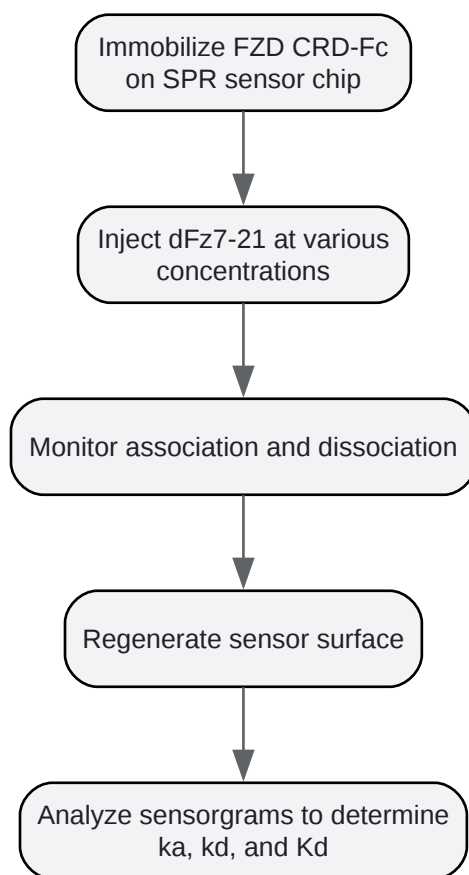 Immobilize FZD CRD-Fc
on SPR sensor chip
Inject dFz7-21 at various
concentrations
Monitor association and dissociation
Regenerate sensor surface
Analyze sensorgrams to determine
ka, kd, and Kd